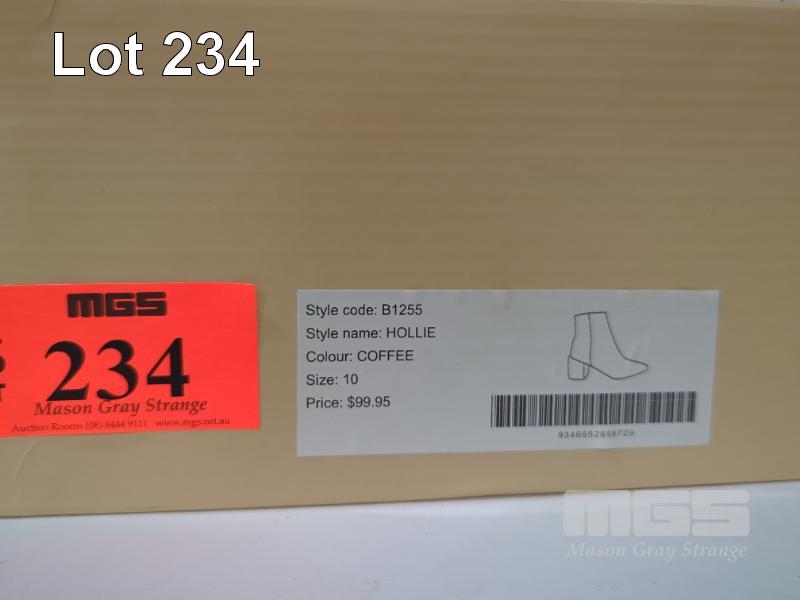 Lot 234
MGS
234
Mason Gray Strange
Auction Rooms (08) 8444 9111 www.mgs.net.au
Style code: B1255
Style name: HOLLIE
Colour: COFFEE
Size: 10
Price: $99.95
9346652696729
MGS
Mason Gray Strange